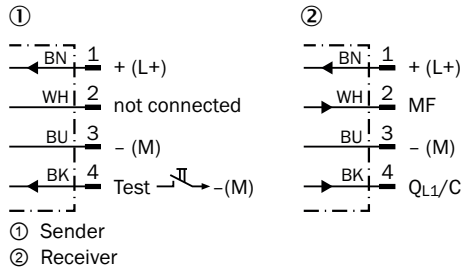 ① ②
BN 1 + (L+) BN 1 + (L+)
WH 2 not connected WH 2 MF
BU 3 – (M) BU 3 – (M)
BK 4 Test –(M) BK 4 QL1/C
① Sender
② Receiver